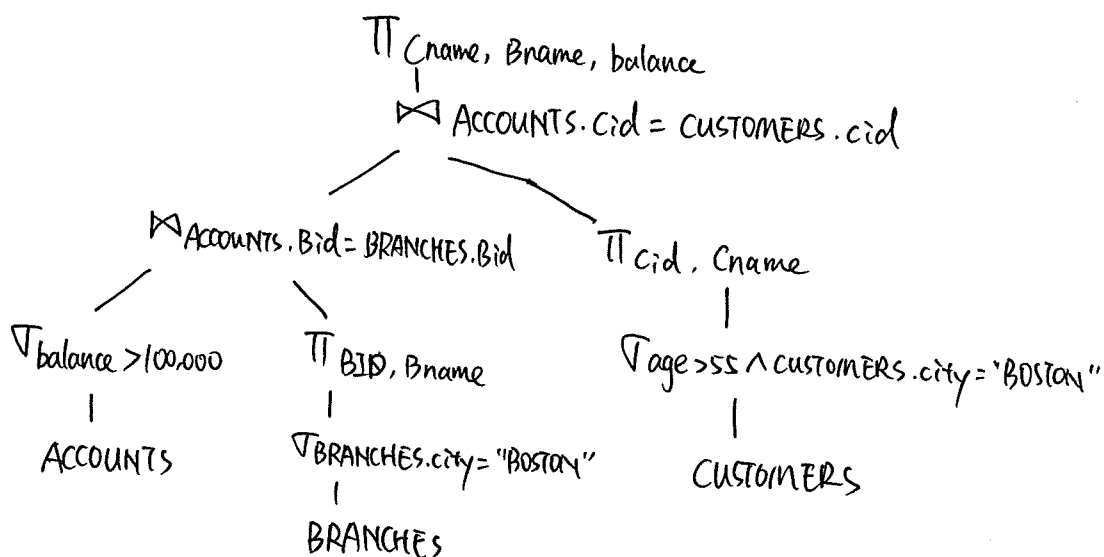 Π Cname, Bname, balance
⋈ ACCOUNTS.Cid = CUSTOMERS.cid
⋈ ACCOUNTS.Bid = BRANCHES.Bid
Π Cid, Cname
σ balance > 100,000
Π BID, Bname
σ age > 55 ∧ CUSTOMERS.city = "BOSTON"
ACCOUNTS
σ BRANCHES.city = "BOSTON"
CUSTOMERS
BRANCHES